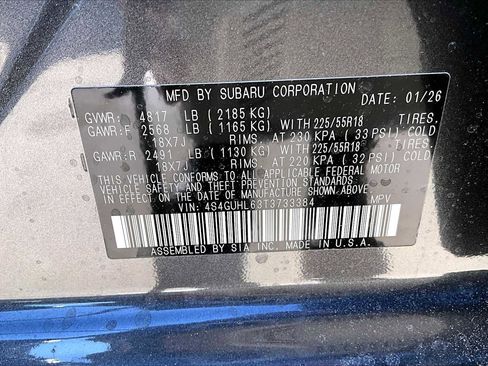 MFD BY SUBARU CORPORATION DATE: 01/26
GVWR: 4817 LB ( 2185 KG)
GAWR:F 2568 LB ( 1165 KG) WITH 225/55R18 TIRES.
18X7J RIMS. AT 230 KPA ( 33 PSI) COLD
GAWR:R 2491 LB ( 1130 KG) WITH 225/55R18 TIRES.
18X7J RIMS. AT 220 KPA ( 32 PSI) COLD
THIS VEHICLE CONFORMS TO ALL APPLICABLE FEDERAL MOTOR
VEHICLE SAFETY AND THEFT PREVENTION STANDARDS
IN EFFECT ON THE DATE OF MANUFACTURE SHOWN ABOVE.
VIN: 4S4GUHL63T3733384 MPV
ASSEMBLED BY SIA INC. MADE IN U.S.A.